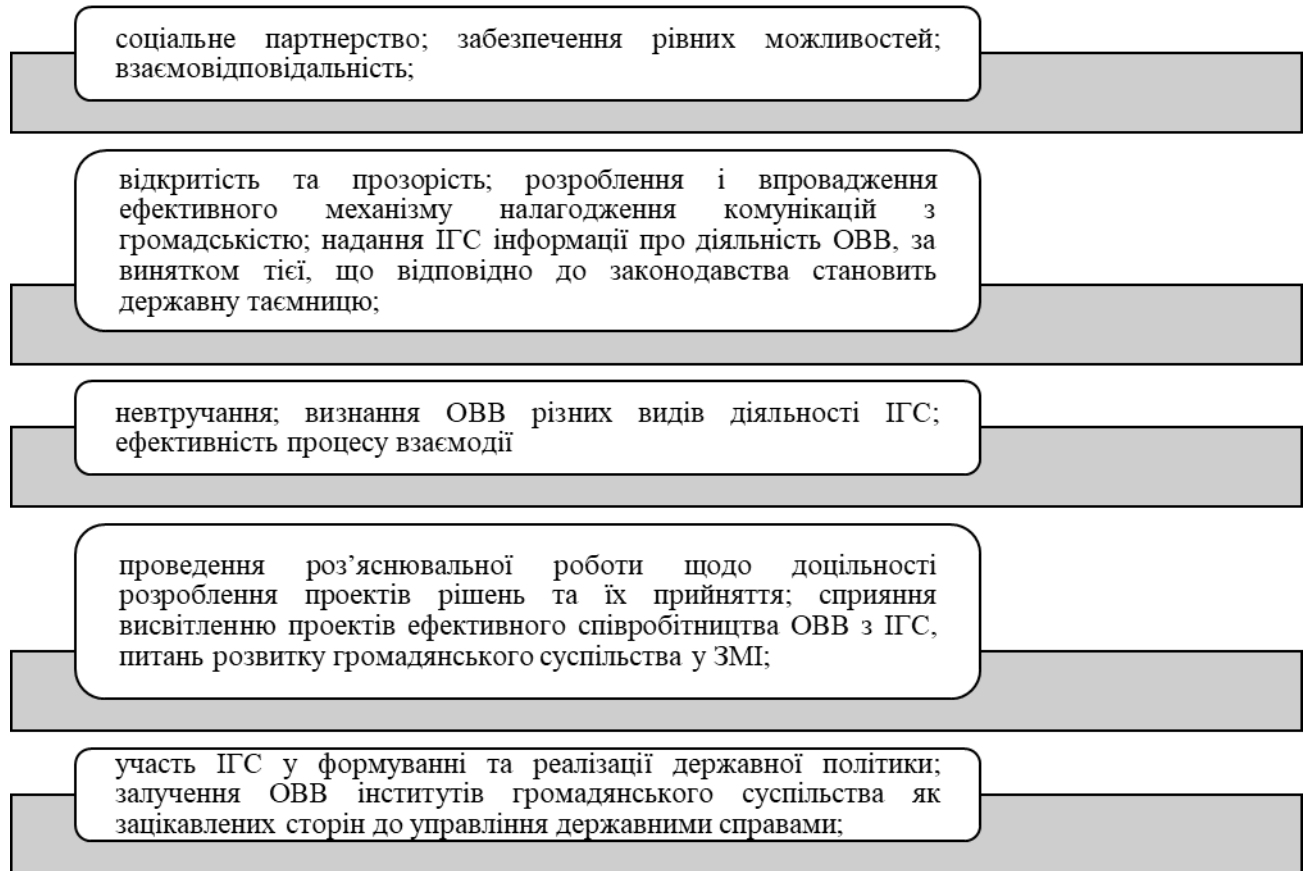 соціальне партнерство; забезпечення рівних можливостей;
взаємовідповідальність;
відкритість та прозорість; розроблення і впровадження
ефективного механізму налагодження комунікацій з
громадськістю; надання ІГС інформації про діяльність ОВВ, за
винятком тієї, що відповідно до законодавства становить
державну таємницю;
невтручання; визнання ОВВ різних видів діяльності ІГС;
ефективність процесу взаємодії
проведення роз’яснювальної роботи щодо доцільності
розроблення проектів рішень та їх прийняття; сприяння
висвітленню проектів ефективного співробітництва ОВВ з ІГС,
питань розвитку громадянського суспільства у ЗМІ;
участь ІГС у формуванні та реалізації державної політики;
залучення ОВВ інститутів громадянського суспільства як
зацікавлених сторін до управління державними справами;